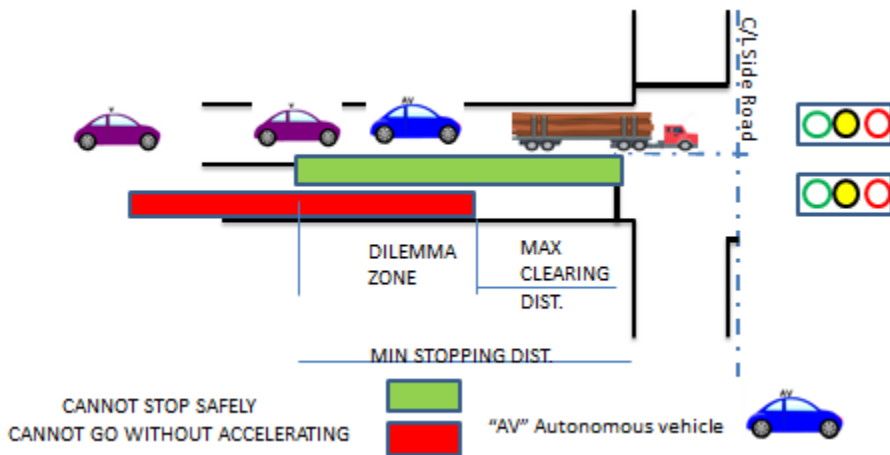 C/L Side Road
V
V
AV
DILEMMA
ZONE
MAX
CLEARING
DIST.
MIN STOPPING DIST.
CANNOT STOP SAFELY
CANNOT GO WITHOUT ACCELERATING
"AV" Autonomous vehicle
AV